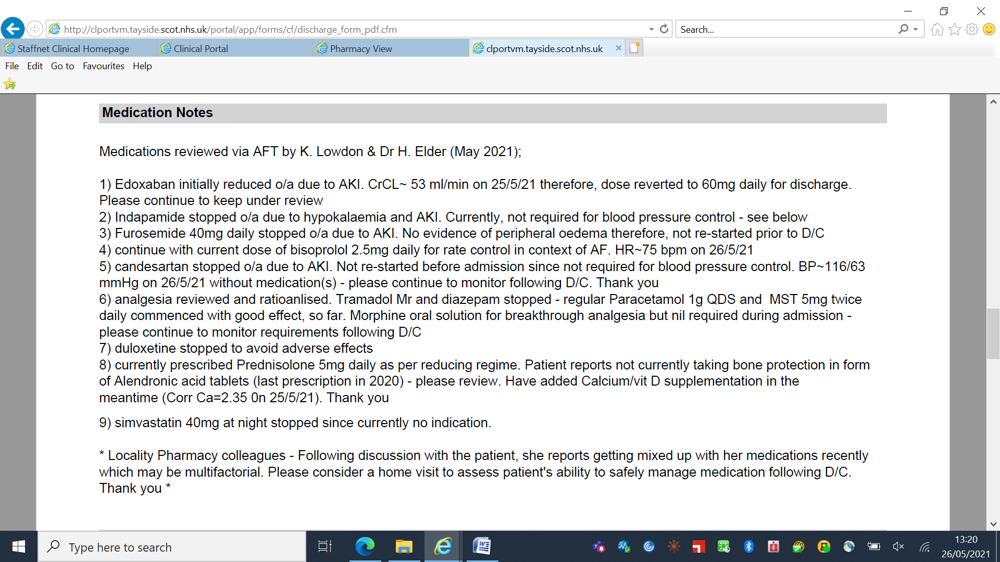 http://clportvm.tayside.scot.nhs.uk/portal/app/forms/cf/discharge_form_pdf.cfm
Search...
Staffnet Clinical Homepage
Clinical Portal
Pharmacy View
clportvm.tayside.scot.nhs.uk
File Edit Go to Favourites Help
Medication Notes
Medications reviewed via AFT by K. Lowdon & Dr H. Elder (May 2021);
1) Edoxaban initially reduced o/a due to AKI. CrCL~ 53 ml/min on 25/5/21 therefore, dose reverted to 60mg daily for discharge.
Please continue to keep under review
2) Indapamide stopped o/a due to hypokalaemia and AKI. Currently, not required for blood pressure control - see below
3) Furosemide 40mg daily stopped o/a due to AKI. No evidence of peripheral oedema therefore, not re-started prior to D/C
4) continue with current dose of bisoprolol 2.5mg daily for rate control in context of AF. HR~75 bpm on 26/5/21
5) candesartan stopped o/a due to AKI. Not re-started before admission since not required for blood pressure control. BP~116/63
mmHg on 26/5/21 without medication(s) - please continue to monitor following D/C. Thank you
6) analgesia reviewed and ratioanlised. Tramadol Mr and diazepam stopped - regular Paracetamol 1g QDS and  MST 5mg twice
daily commenced with good effect, so far. Morphine oral solution for breakthrough analgesia but nil required during admission -
please continue to monitor requirements following D/C
7) duloxetine stopped to avoid adverse effects
8) currently prescribed Prednisolone 5mg daily as per reducing regime. Patient reports not currently taking bone protection in form
of Alendronic acid tablets (last prescription in 2020) - please review. Have added Calcium/vit D supplementation in the
meantime (Corr Ca=2.35 0n 25/5/21). Thank you
9) simvastatin 40mg at night stopped since currently no indication.
* Locality Pharmacy colleagues - Following discussion with the patient, she reports getting mixed up with her medications recently
which may be multifactorial. Please consider a home visit to assess patient's ability to safely manage medication following D/C.
Thank you *
Type here to search
13:20
26/05/2021